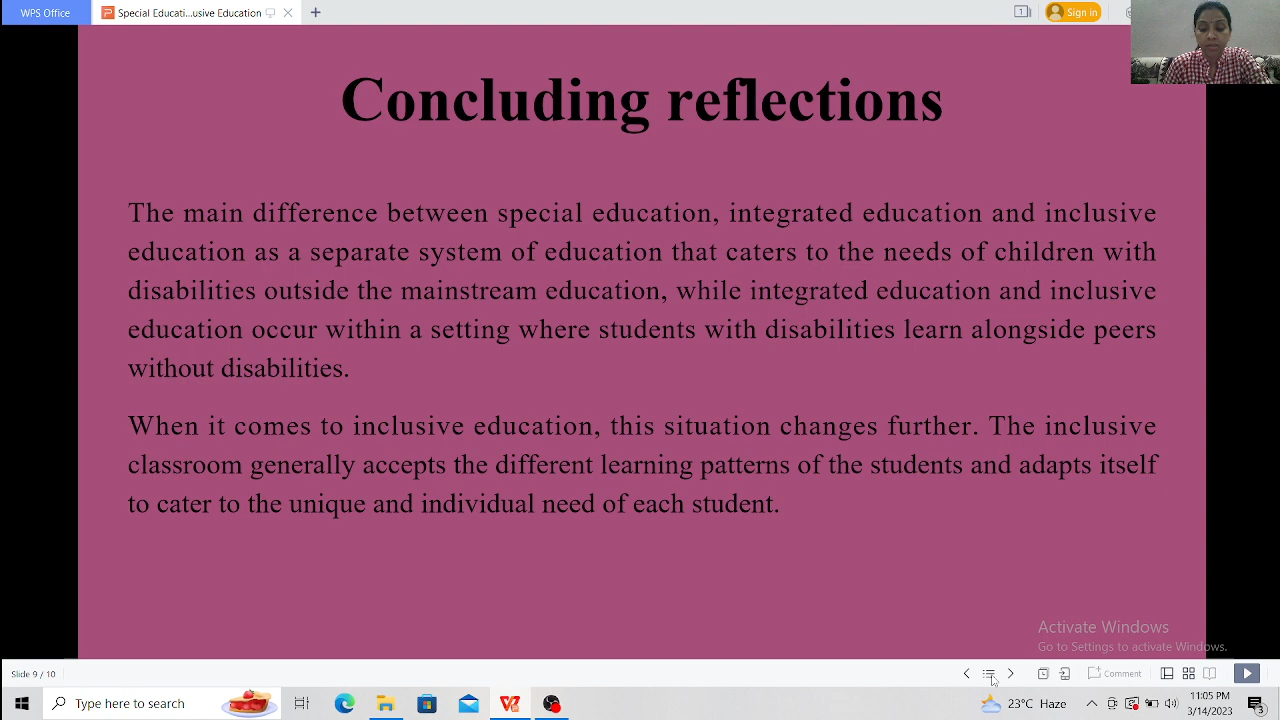 WPS Office
Special Educati...usive Education
+
Sign in
Concluding reflections
The main difference between special education, integrated education and inclusive
education as a separate system of education that caters to the needs of children with
disabilities outside the mainstream education, while integrated education and inclusive
education occur within a setting where students with disabilities learn alongside peers
without disabilities.
When it comes to inclusive education, this situation changes further. The inclusive
classroom generally accepts the different learning patterns of the students and adapts itself
to cater to the unique and individual need of each student.
Activate Windows
Go to Settings to activate Windows.
Slide 9 / 10
Comment
Type here to search
23°C Haze
11:05 PM
3/14/2023
3